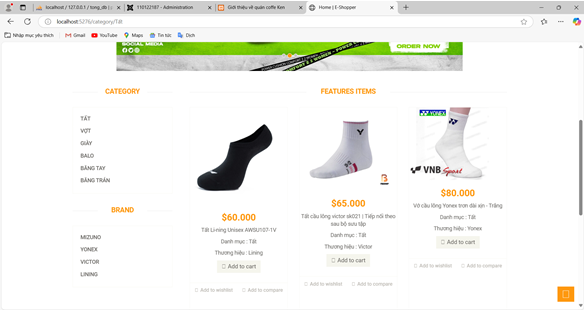 localhost / 127.0.0.1 / tong_db | p
110122187 - Administration
Giới thiệu về quán coffe Ken
Home | E-Shopper
localhost:5276/category/Tất
Nhập mục yêu thích
Gmail
YouTube
Maps
Tin tức
Dịch
SOCIAL MEDIA
ORDER NOW
CATEGORY
TẤT
VỢT
GIÀY
BALO
BĂNG TAY
BĂNG TRÁN
BRAND
MIZUNO
YONEX
VICTOR
LINING
FEATURES ITEMS
$60.000
Tất Li-ning Unisex AWSU107-1V
Danh mục : Tất
Thương hiệu : Lining
Add to cart
Add to wishlist
Add to compare
$65.000
Tất cầu lông victor sk021 | Tiếp nối theo
sau bộ sưu tập
Danh mục : Tất
Thương hiệu : Victor
Add to cart
Add to wishlist
Add to compare
YONEX
VNB Sport
$80.000
Vớ cầu lông Yonex trơn dài xịn - Trắng
Danh mục : Tất
Thương hiệu : Yonex
Add to cart
Add to wishlist
Add to compare